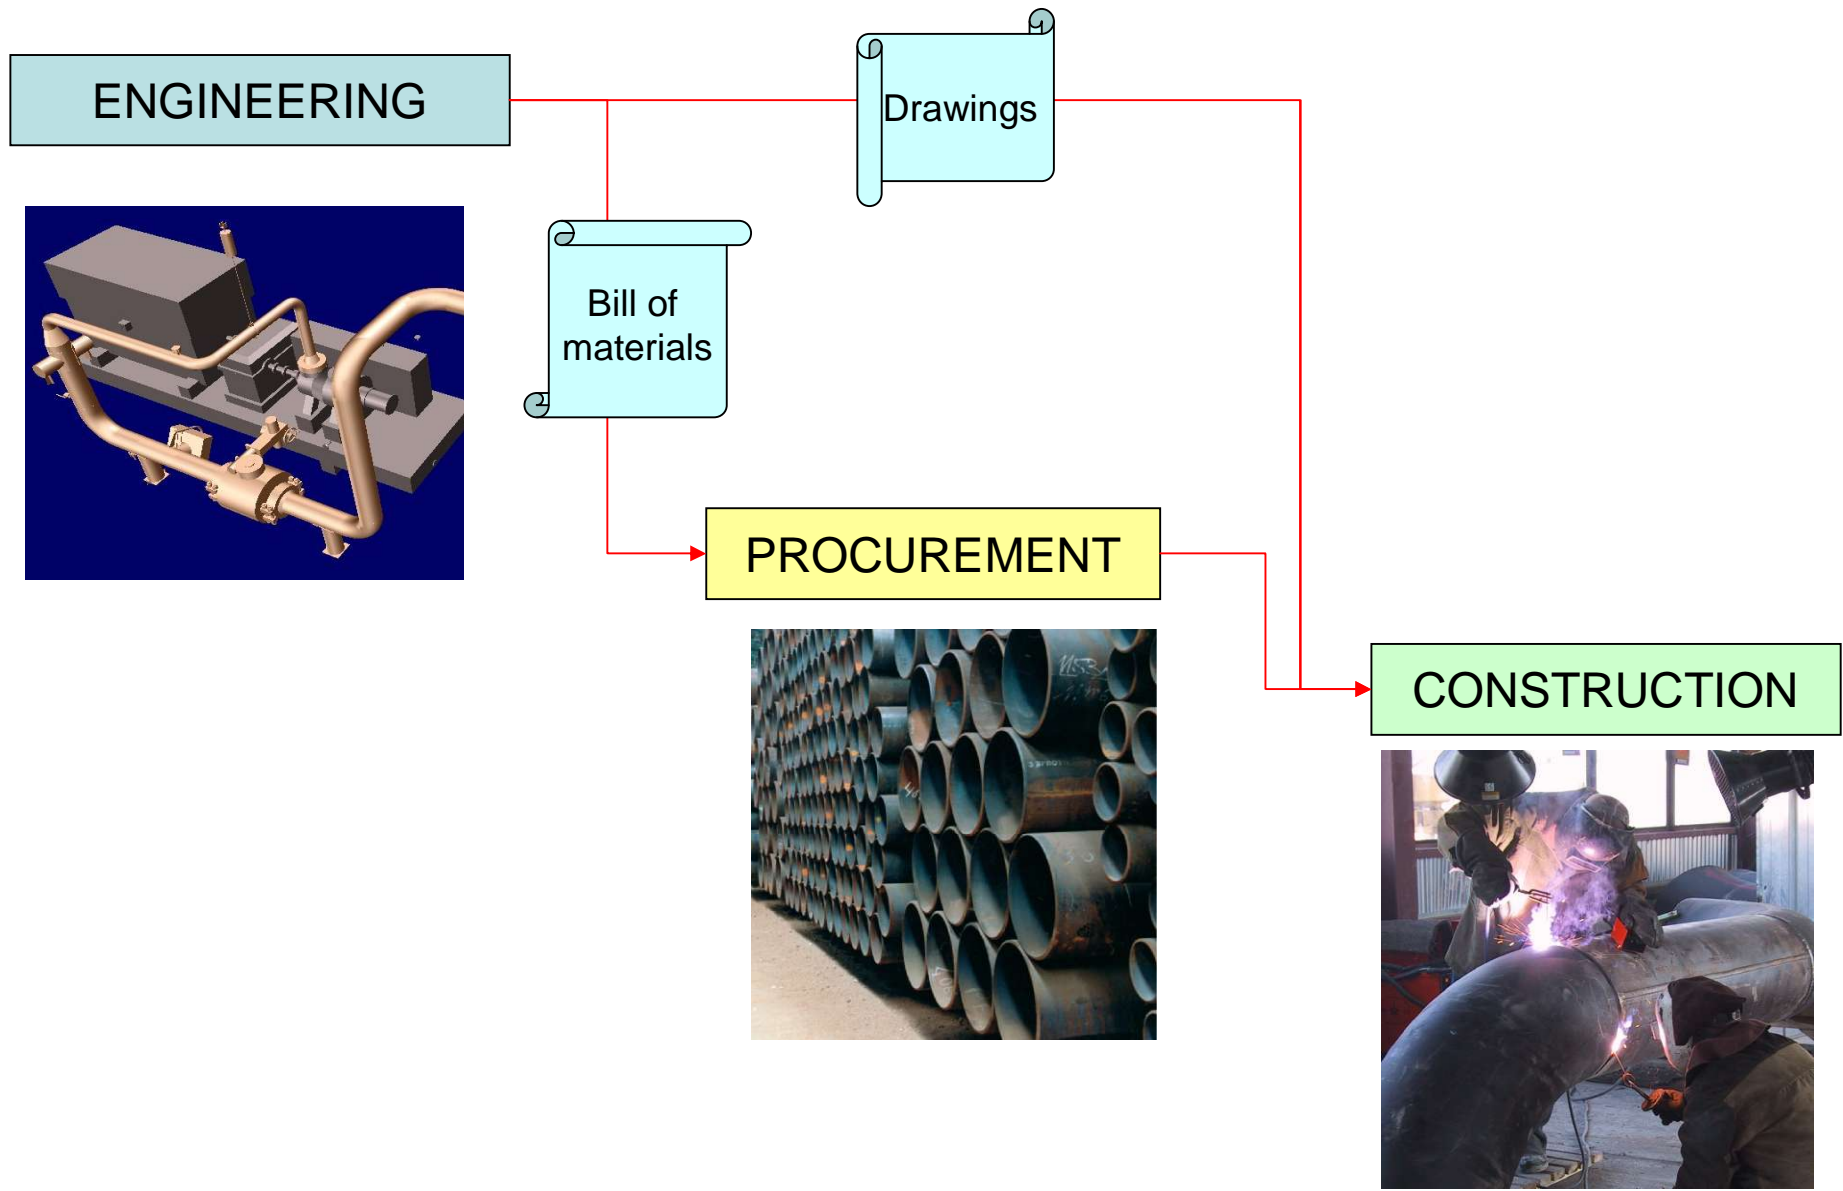 ENGINEERING
Drawings
Bill of
materials
PROCUREMENT
CONSTRUCTION